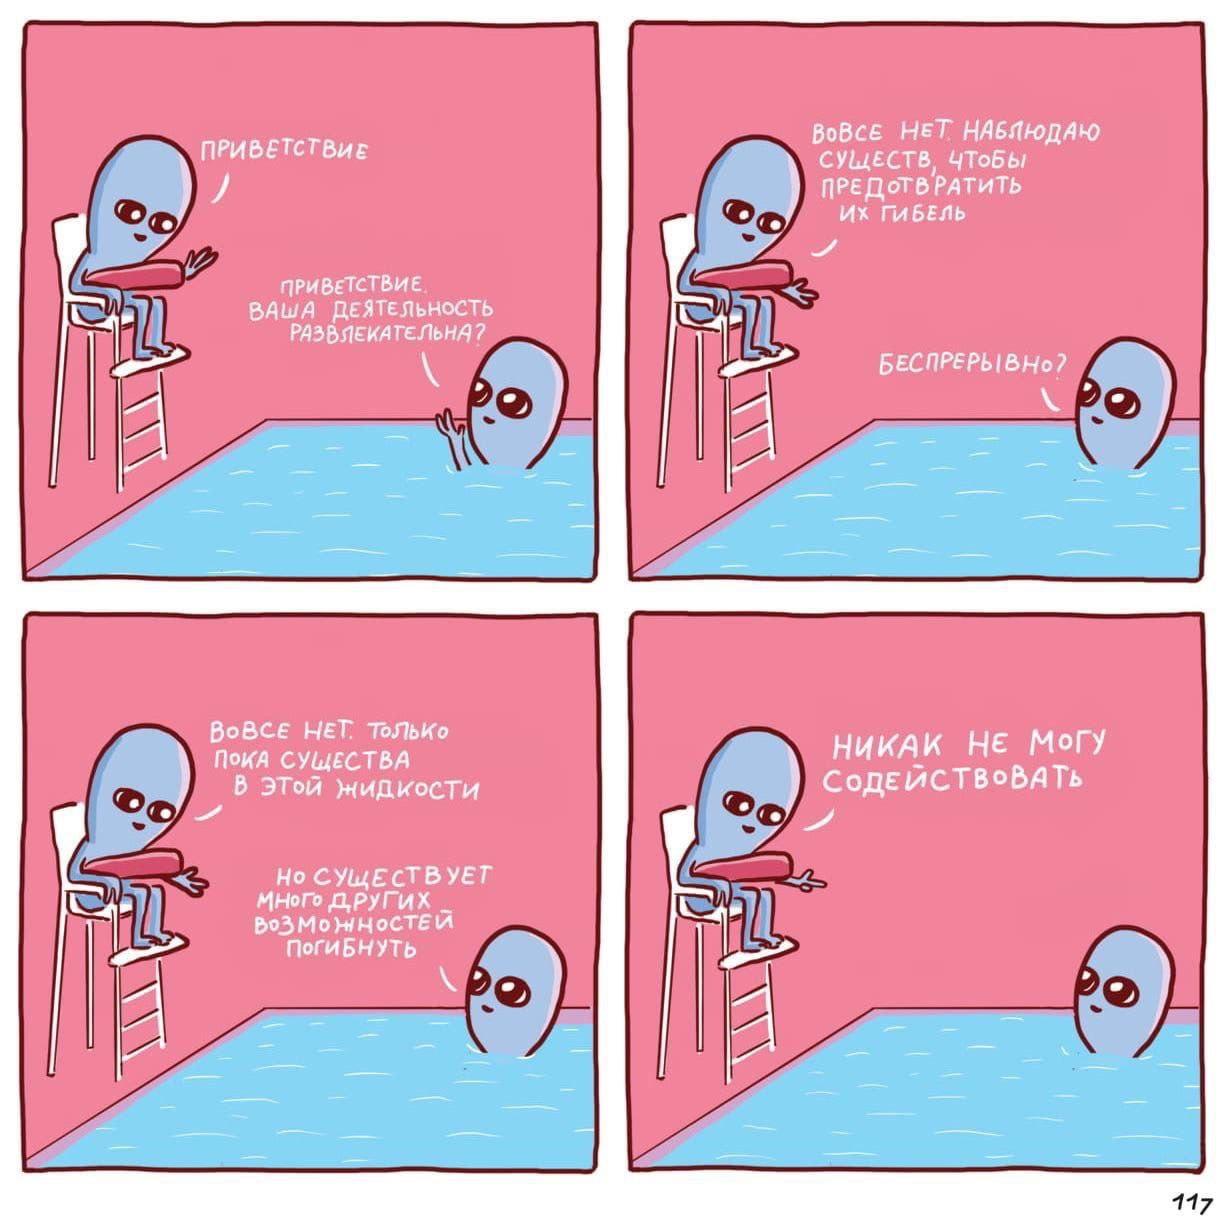 ПРИВЕТСТВИЕ
ПРИВЕТСТВИЕ.
ВАША ДЕЯТЕЛЬНОСТЬ
РАЗВЛЕКАТЕЛЬНА?
ВОВСЕ НЕТ. НАБЛЮДАЮ
СУЩЕСТВ, ЧТОБЫ
ПРЕДОТВРАТИТЬ
ИХ ГИБЕЛЬ
БЕСПРЕРЫВНО?
ВОВСЕ НЕТ. ТОЛЬКО
ПОКА СУЩЕСТВА
В ЭТОЙ ЖИДКОСТИ
НО СУЩЕСТВУЕТ
МНОГО ДРУГИХ
ВОЗМОЖНОСТЕЙ
ПОГИБНУТЬ
НИКАК НЕ МОГУ
СОДЕЙСТВОВАТЬ
117